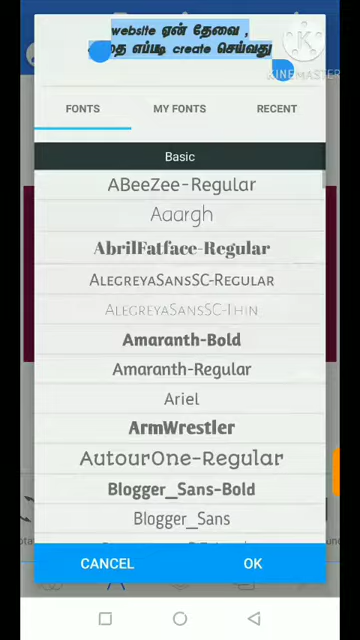 website ஏன் தேவை ,
எப்படி create செய்வது
KINEMASTER
FONTS
MY FONTS
RECENT
Basic
ABeeZee-Regular
Aaargh
AbrilFatface-Regular
AlegreyaSansSC-Regular
AlegreyaSansSC-Thin
Amaranth-Bold
Amaranth-Regular
Ariel
ArmWrestler
AutourOne-Regular
Blogger_Sans-Bold
Blogger_Sans
CANCEL
OK